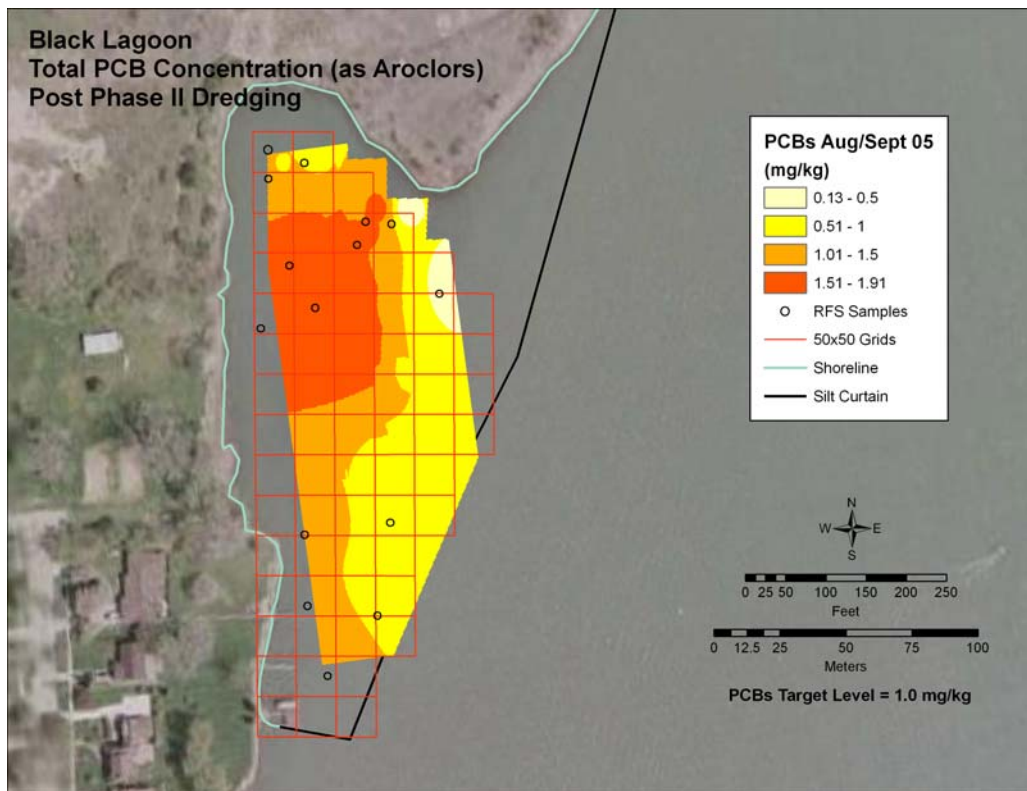 Black Lagoon
Total PCB Concentration (as Aroclors)
Post Phase II Dredging
PCBs Aug/Sept 05
(mg/kg)
0.13 - 0.5
0.51 - 1
1.01 - 1.5
1.51 - 1.91
RFS Samples
50x50 Grids
Shoreline
Silt Curtain
N
W E
S
0 25 50 100 150 200 250
Feet
0 12.5 25 50 75 100
Meters
PCBs Target Level = 1.0 mg/kg